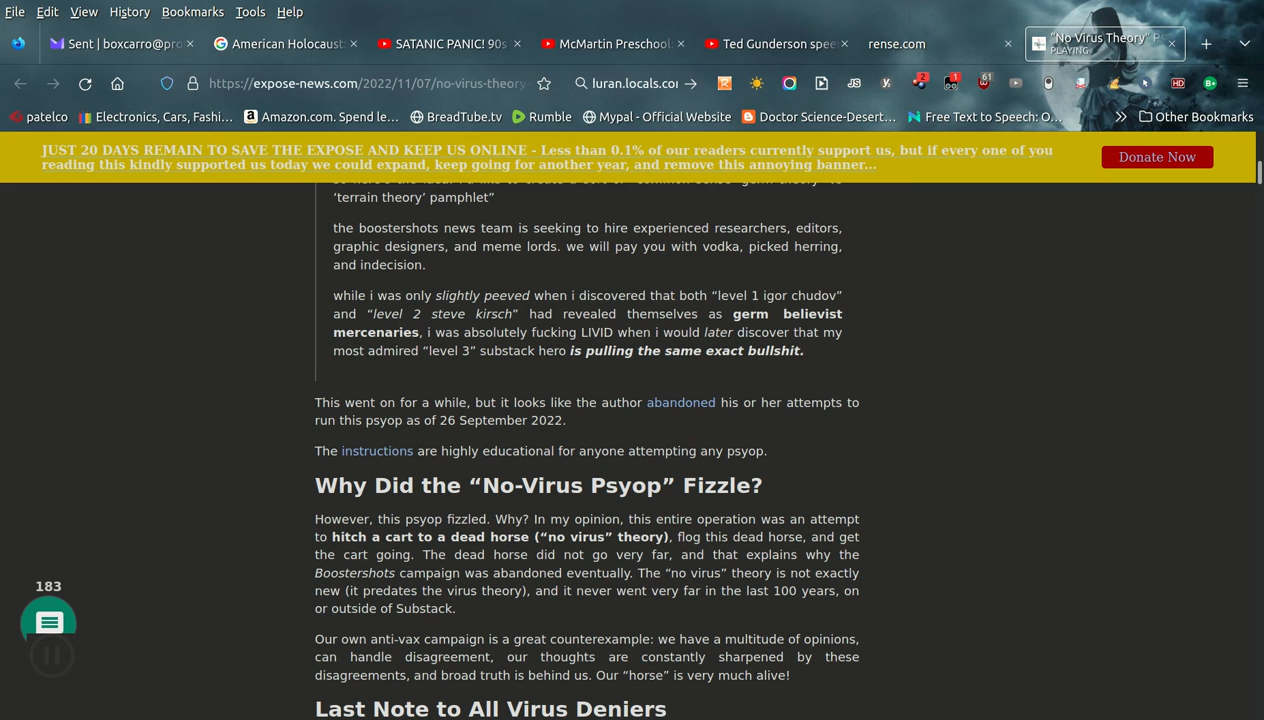 File Edit View History Bookmarks Tools Help
Sent | boxcarro@pro
American Holocaust:
SATANIC PANIC! 90s
McMartin Preschool:
Ted Gunderson spee
rense.com
"No Virus Theory" Ps
PLAYING
https://expose-news.com/2022/11/07/no-virus-theory-
luran.locals.co
JS
2
1
61
HD
B+
patelco
Electronics, Cars, Fashi...
Amazon.com. Spend le...
BreadTube.tv
Rumble
Mypal - Official Website
Doctor Science-Desert...
Free Text to Speech: O...
Other Bookmarks
JUST 20 DAYS REMAIN TO SAVE THE EXPOSE AND KEEP US ONLINE - Less than 0.1% of our readers currently support us, but if every one of you
reading this kindly supported us today we could expand, keep going for another year, and remove this annoying banner...
Donate Now
‘terrain theory’ pamphlet”
the boostershots news team is seeking to hire experienced researchers, editors,
graphic designers, and meme lords. we will pay you with vodka, picked herring,
and indecision.
while i was only slightly peeved when i discovered that both “level 1 igor chudov”
and “level 2 steve kirsch” had revealed themselves as germ believist
mercenaries, i was absolutely fucking LIVID when i would later discover that my
most admired “level 3” substack hero is pulling the same exact bullshit.
This went on for a while, but it looks like the author abandoned his or her attempts to
run this psyop as of 26 September 2022.
The instructions are highly educational for anyone attempting any psyop.
Why Did the “No-Virus Psyop” Fizzle?
However, this psyop fizzled. Why? In my opinion, this entire operation was an attempt
to hitch a cart to a dead horse (“no virus” theory), flog this dead horse, and get
the cart going. The dead horse did not go very far, and that explains why the
Boostershots campaign was abandoned eventually. The “no virus” theory is not exactly
new (it predates the virus theory), and it never went very far in the last 100 years, on
or outside of Substack.
Our own anti-vax campaign is a great counterexample: we have a multitude of opinions,
can handle disagreement, our thoughts are constantly sharpened by these
disagreements, and broad truth is behind us. Our “horse” is very much alive!
Last Note to All Virus Deniers
183